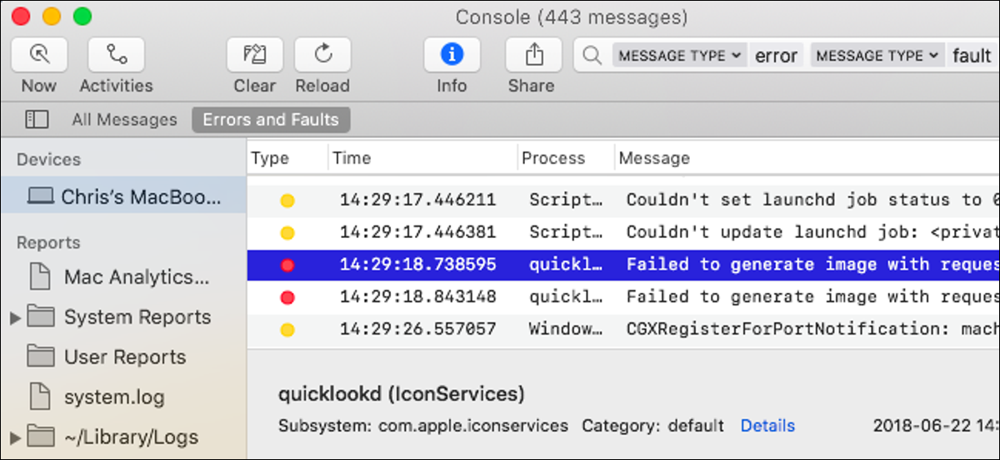 Console (443 messages)
MESSAGE TYPE error MESSAGE TYPE fault
Now Activities Clear Reload Info Share
All Messages Errors and Faults
Devices
Chris’s MacBoo...
Reports
Mac Analytics...
System Reports
User Reports
system.log
~/Library/Logs
Type Time Process Message
14:29:17.446211 Script... Couldn't set launchd job status to 0
14:29:17.446381 Script... Couldn't update launchd job: <privat
14:29:18.738595 quickl... Failed to generate image with reques
14:29:18.843148 quickl... Failed to generate image with reques
14:29:26.557057 Window... CGXRegisterForPortNotification: mach
quicklookd (IconServices)
Subsystem: com.apple.iconservices Category: default Details 2018-06-22 14: